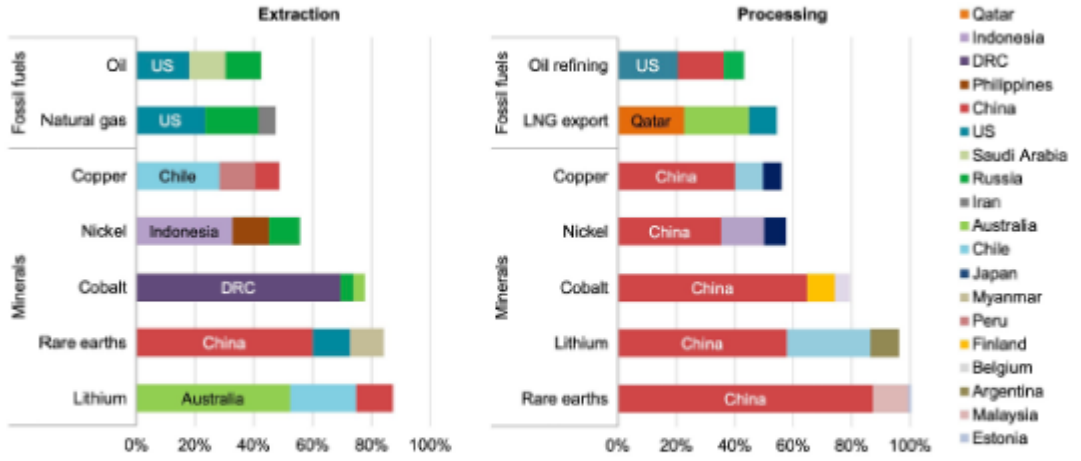 Extraction
Fossil fuels
Oil
US
Natural gas
US
Minerals
Copper
Chile
Nickel
Indonesia
Cobalt
DRC
Rare earths
China
Lithium
Australia
0% 20% 40% 60% 80% 100%
Processing
Fossil fuels
Oil refining
US
LNG export
Qatar
Minerals
Copper
China
Nickel
China
Cobalt
China
Lithium
China
Rare earths
China
0% 20% 40% 60% 80% 100%
Qatar
Indonesia
DRC
Philippines
China
US
Saudi Arabia
Russia
Iran
Australia
Chile
Japan
Myanmar
Peru
Finland
Belgium
Argentina
Malaysia
Estonia